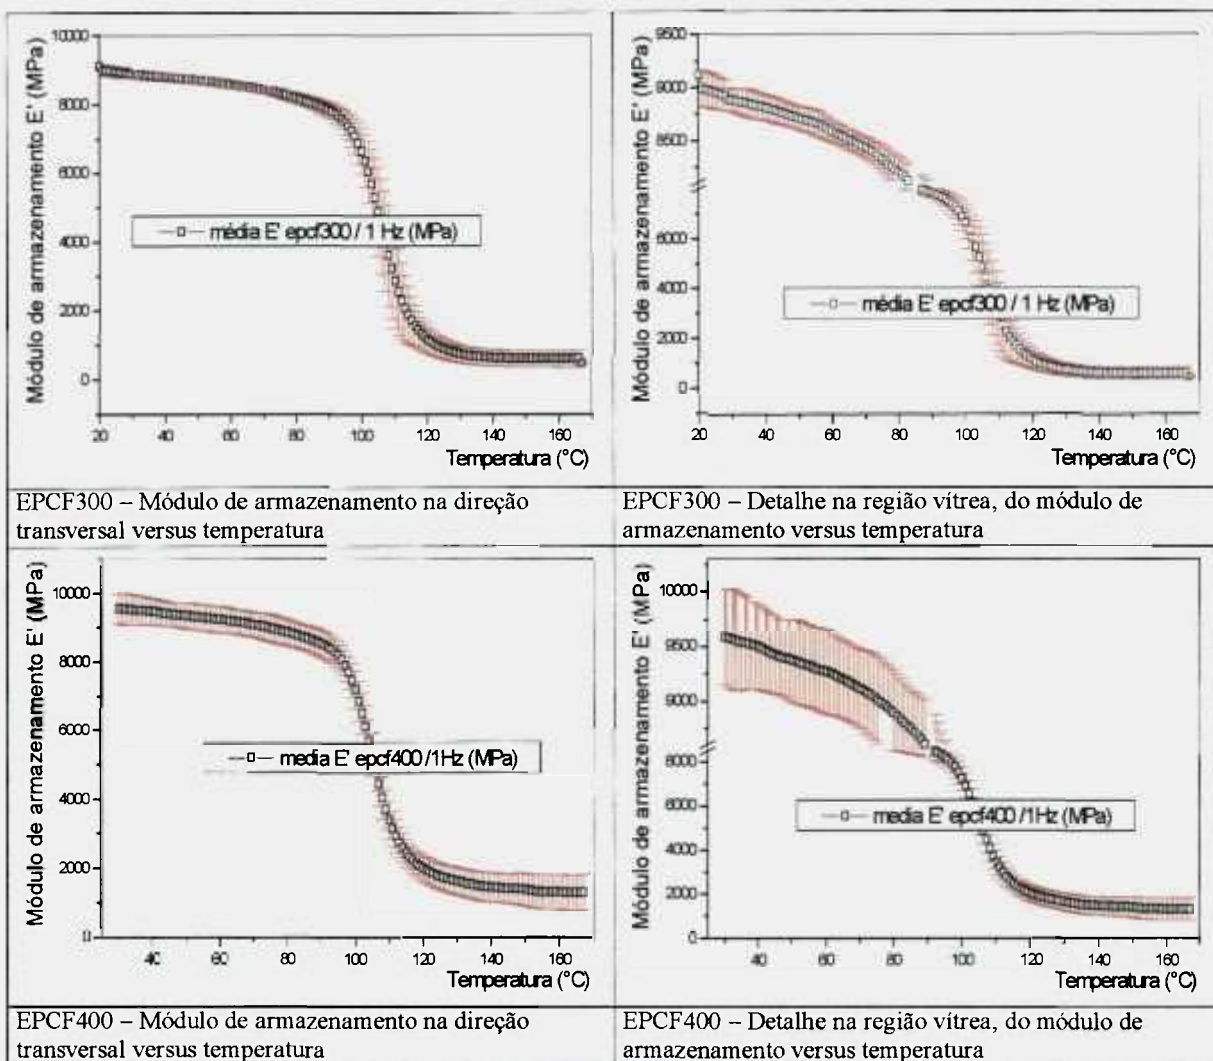 Módulo de armazenamento E' (MPa)
10000
8000
6000
4000
2000
0
—□— média E' epcf300 / 1 Hz (MPa)
20 40 60 80 100 120 140 160
Temperatura (°C)
Módulo de armazenamento E' (MPa)
9500
9000
8500
6000
4000
2000
0
—□— média E' epcf300 / 1 Hz (MPa)
20 40 60 80 100 120 140 160
Temperatura (°C)
EPCF300 – Módulo de armazenamento na direção
transversal versus temperatura
EPCF300 – Detalhe na região vítrea, do módulo de
armazenamento versus temperatura
Módulo de armazenamento E' (MPa)
10000
8000
6000
4000
2000
0
—□— media E' epcf400 /1Hz (MPa)
40 60 80 100 120 140 160
Temperatura (°C)
Módulo de armazenamento E' (MPa)
10000
9500
9000
8000
6000
4000
2000
0
—□— media E' epcf400 /1Hz (MPa)
40 60 80 100 120 140 160
Temperatura (°C)
EPCF400 – Módulo de armazenamento na direção
transversal versus temperatura
EPCF400 – Detalhe na região vítrea, do módulo de
armazenamento versus temperatura